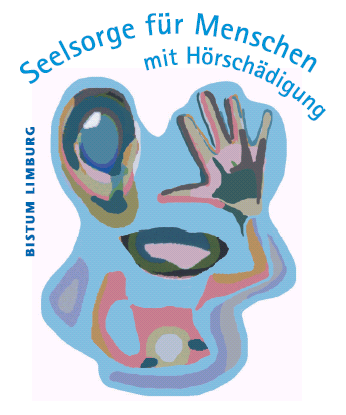 Seelsorge für Menschen
mit Hörschädigung
BISTUM LIMBURG